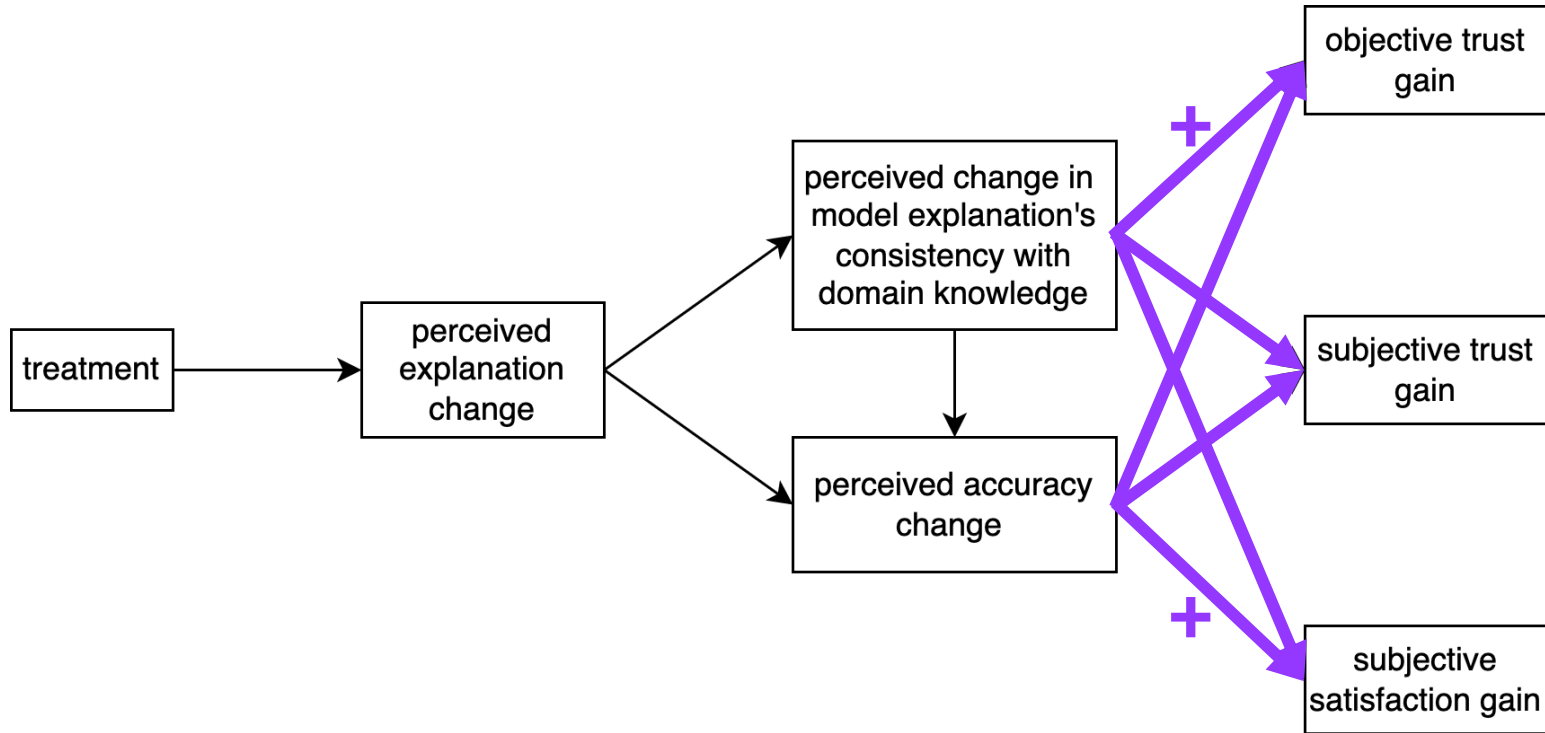 treatment
perceived
explanation
change
perceived change in
model explanation's
consistency with
domain knowledge
perceived accuracy
change
+
+
objective trust
gain
subjective trust
gain
subjective
satisfaction gain